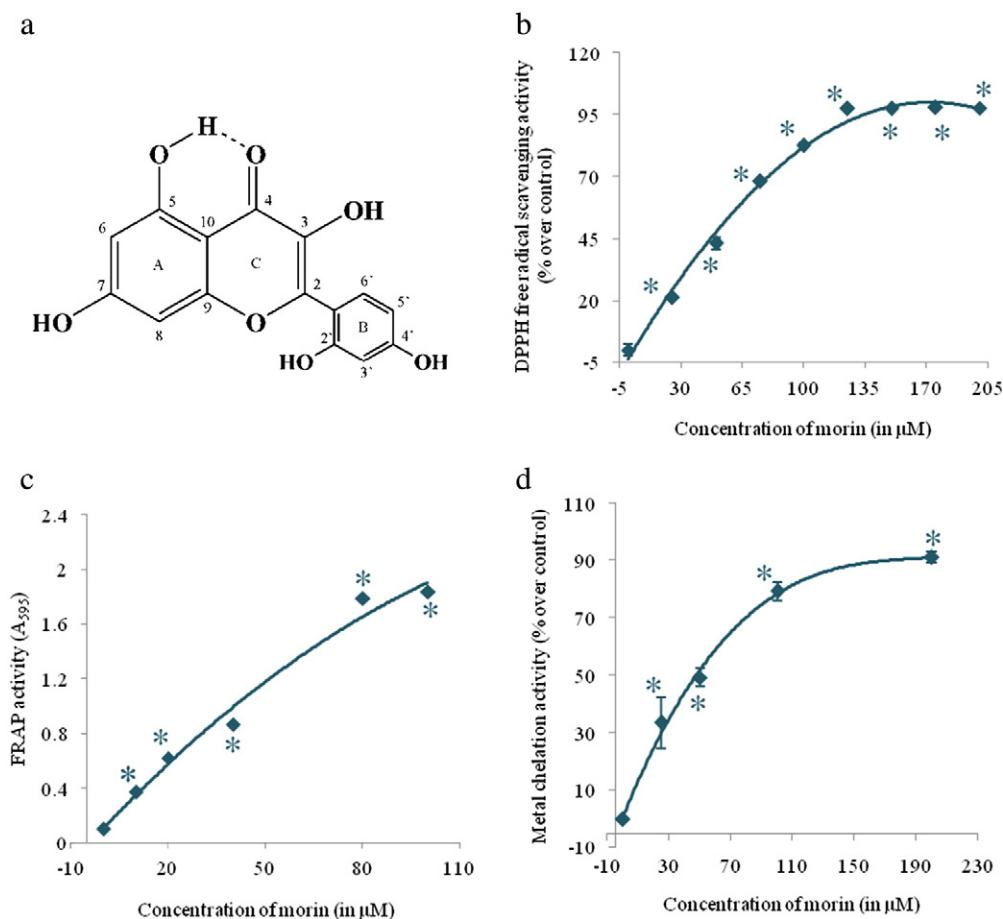 a
H
O
O
5
4
6
10
3
OH
A
C
7
2
6`
5`
HO
8
9
O
B
2`
4`
HO
3`
OH
b
DPPH free radical scavenging activity
(% over control)
120
95
70
45
20
-5
* * * * * * * *
-5 30 65 100 135 170 205
Concentration of morin (in μM)
c
FRAP activity (A595)
2.4
2
1.6
1.2
0.8
0.4
0
* * * * *
-10 20 50 80 110
Concentration of morin (in μM)
d
Metal chelation activity (% over control)
110
90
70
50
30
10
-10
* * * *
-10 30 70 110 150 190 230
Concentration of morin (in μM)